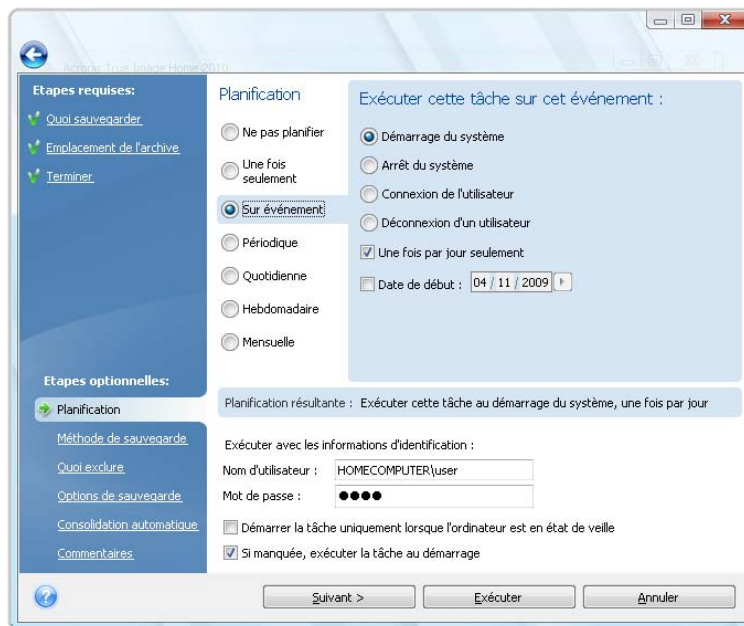 Acronis True Image Home 2010
Etapes requises:
Quoi sauvegarder
Emplacement de l'archive
Terminer
Etapes optionnelles:
Planification
Méthode de sauvegarde
Quoi exclure
Options de sauvegarde
Consolidation automatique
Commentaires
Planification
Ne pas planifier
Une fois
seulement
Sur événement
Périodique
Quotidienne
Hebdomadaire
Mensuelle
Exécuter cette tâche sur cet événement :
Démarrage du système
Arrêt du système
Connexion de l'utilisateur
Déconnexion d'un utilisateur
Une fois par jour seulement
Date de début : 04 / 11 / 2009
Planification résultante : Exécuter cette tâche au démarrage du système, une fois par jour
Exécuter avec les informations d'identification :
Nom d'utilisateur : HOMECOMPUTER\user
Mot de passe : ●●●●
Démarrer la tâche uniquement lorsque l'ordinateur est en état de veille
Si manquée, exécuter la tâche au démarrage
Suivant >
Exécuter
Annuler